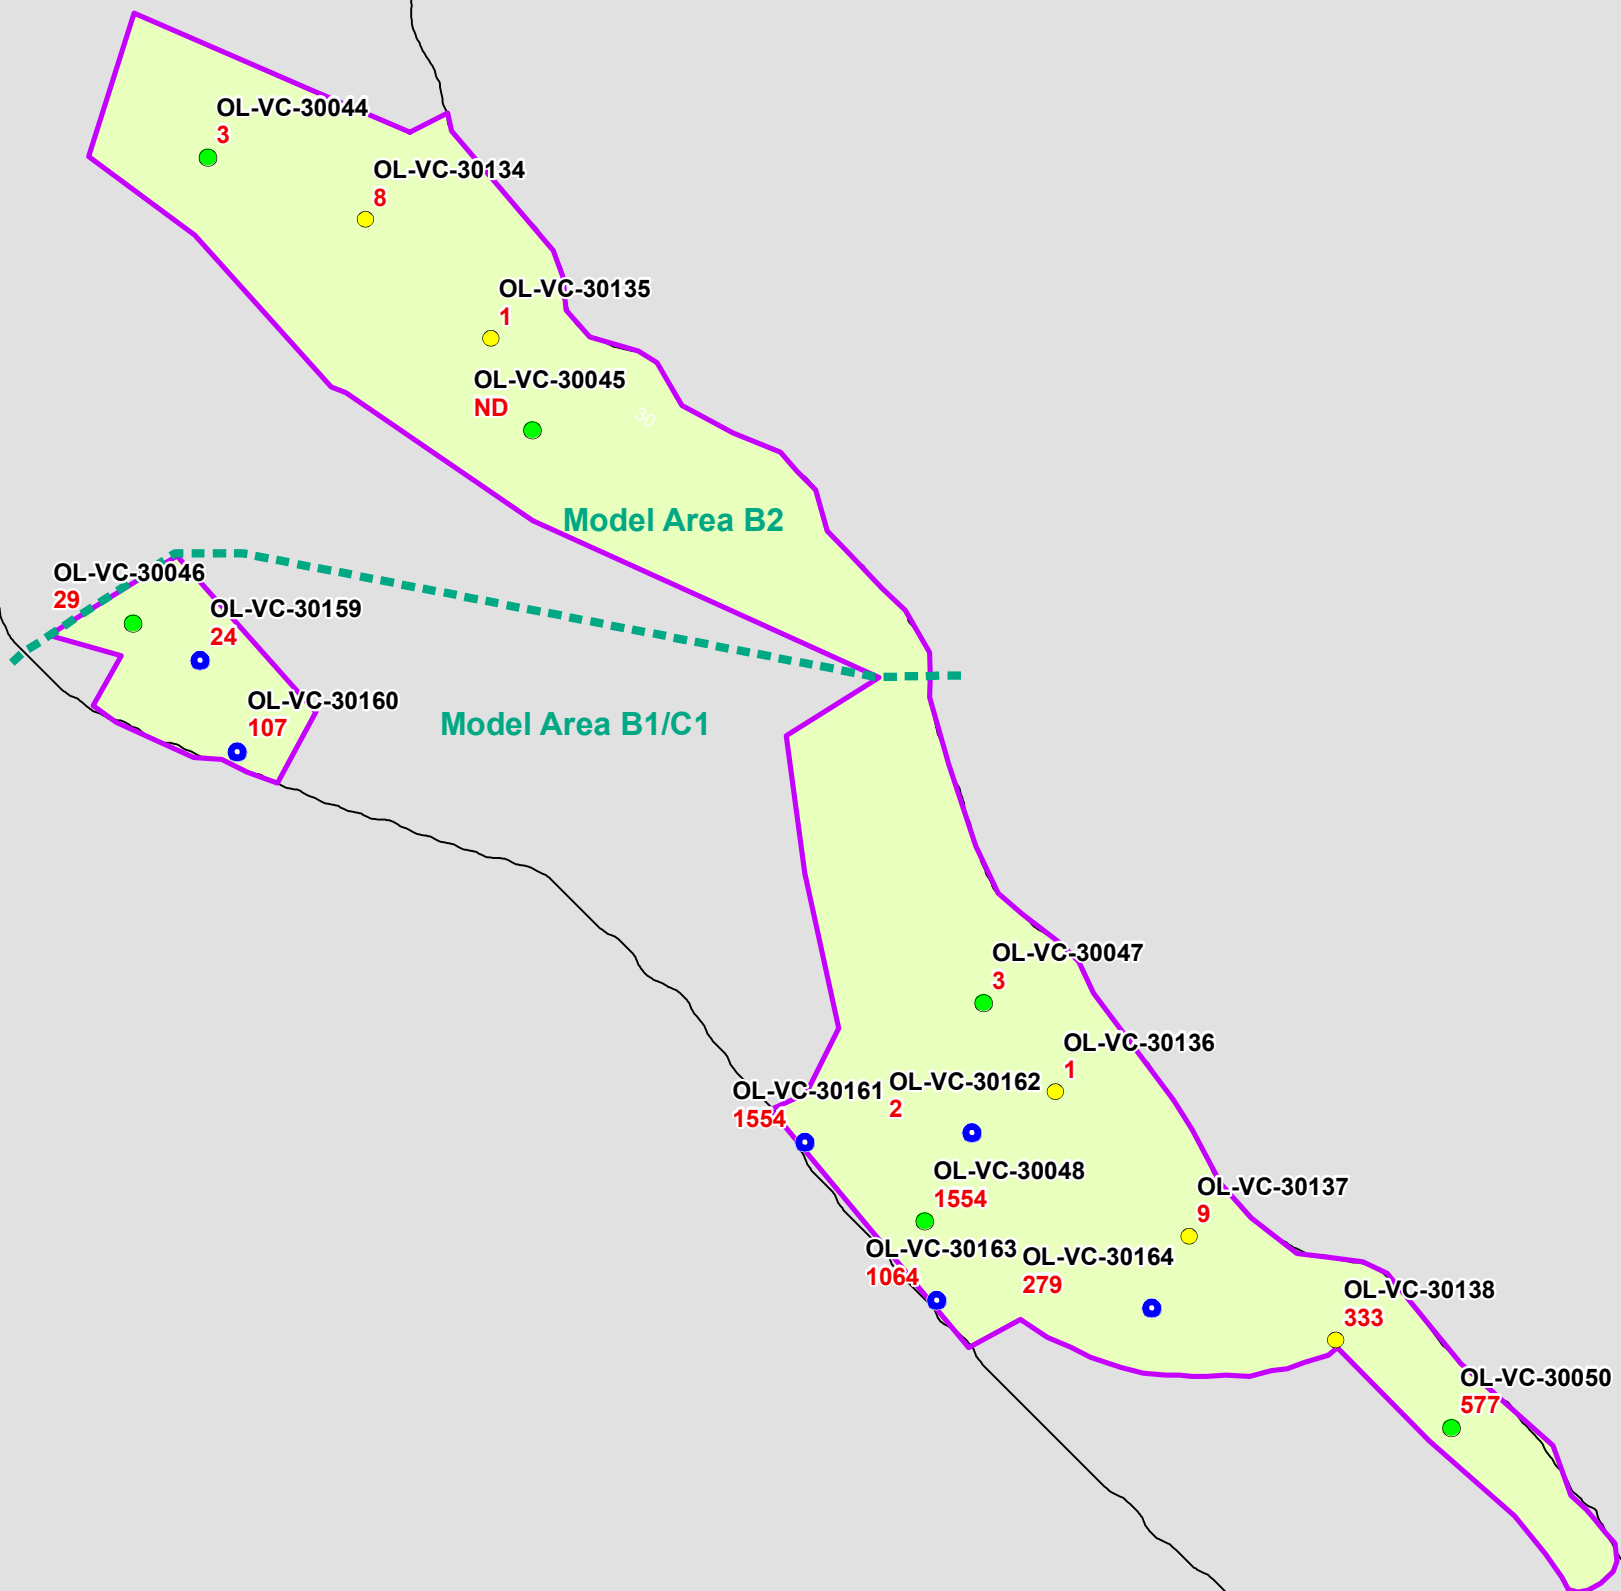 OL-VC-30044
3
OL-VC-30134
8
OL-VC-30135
1
OL-VC-30045
ND
30
Model Area B2
OL-VC-30046
29
OL-VC-30159
24
OL-VC-30160
107
Model Area B1/C1
OL-VC-30047
3
OL-VC-30136
1
OL-VC-30161
1554
OL-VC-30162
2
OL-VC-30048
1554
OL-VC-30137
9
OL-VC-30163
1064
OL-VC-30164
279
OL-VC-30138
333
OL-VC-30050
577